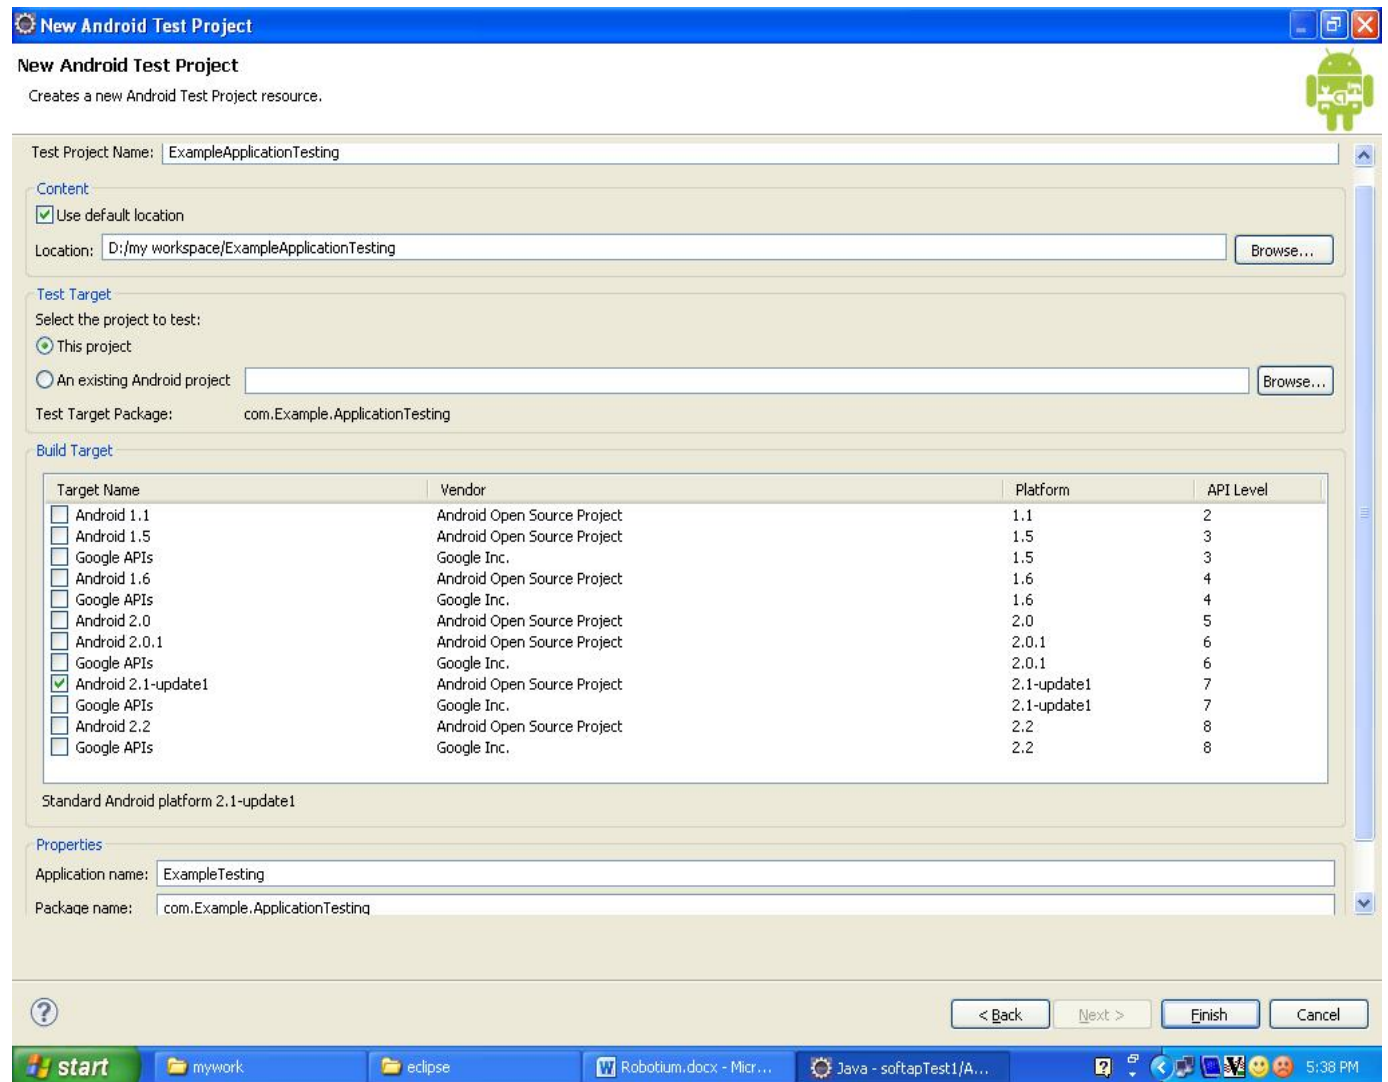 New Android Test Project
New Android Test Project
Creates a new Android Test Project resource.
Test Project Name: ExampleApplicationTesting
Content
Use default location
Location: D:/my workspace/ExampleApplicationTesting Browse...
Test Target
Select the project to test:
This project
An existing Android project Browse...
Test Target Package: com.Example.ApplicationTesting
Build Target
Target Name Vendor Platform API Level
Android 1.1 Android Open Source Project 1.1 2
Android 1.5 Android Open Source Project 1.5 3
Google APIs Google Inc. 1.5 3
Android 1.6 Android Open Source Project 1.6 4
Google APIs Google Inc. 1.6 4
Android 2.0 Android Open Source Project 2.0 5
Android 2.0.1 Android Open Source Project 2.0.1 6
Google APIs Google Inc. 2.0.1 6
Android 2.1-update1 Android Open Source Project 2.1-update1 7
Google APIs Google Inc. 2.1-update1 7
Android 2.2 Android Open Source Project 2.2 8
Google APIs Google Inc. 2.2 8
Standard Android platform 2.1-update1
Properties
Application name: ExampleTesting
Package name: com.Example.ApplicationTesting
< Back Next > Finish Cancel
start mywork eclipse Robotium.docx - Micr... Java - softapTest1/A... 5:38 PM